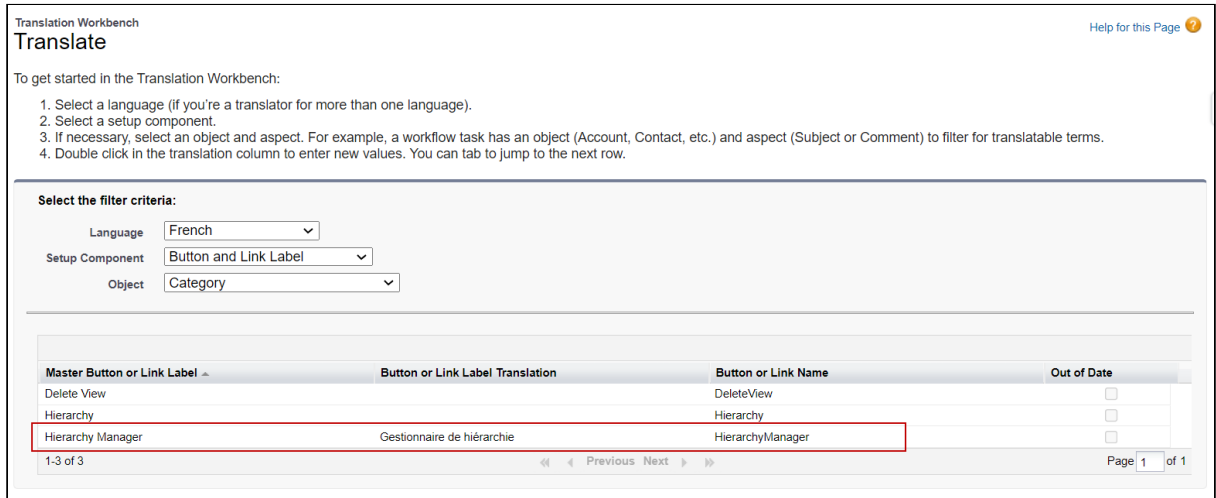 Translation Workbench
Translate
Help for this Page
To get started in the Translation Workbench:
1. Select a language (if you're a translator for more than one language).
2. Select a setup component.
3. If necessary, select an object and aspect. For example, a workflow task has an object (Account, Contact, etc.) and aspect (Subject or Comment) to filter for translatable terms.
4. Double click in the translation column to enter new values. You can tab to jump to the next row.
Select the filter criteria:
Language French
Setup Component Button and Link Label
Object Category
Master Button or Link Label Button or Link Label Translation Button or Link Name Out of Date
Delete View DeleteView
Hierarchy Hierarchy
Hierarchy Manager Gestionnaire de hiérarchie HierarchyManager
1-3 of 3 Previous Next Page 1 of 1